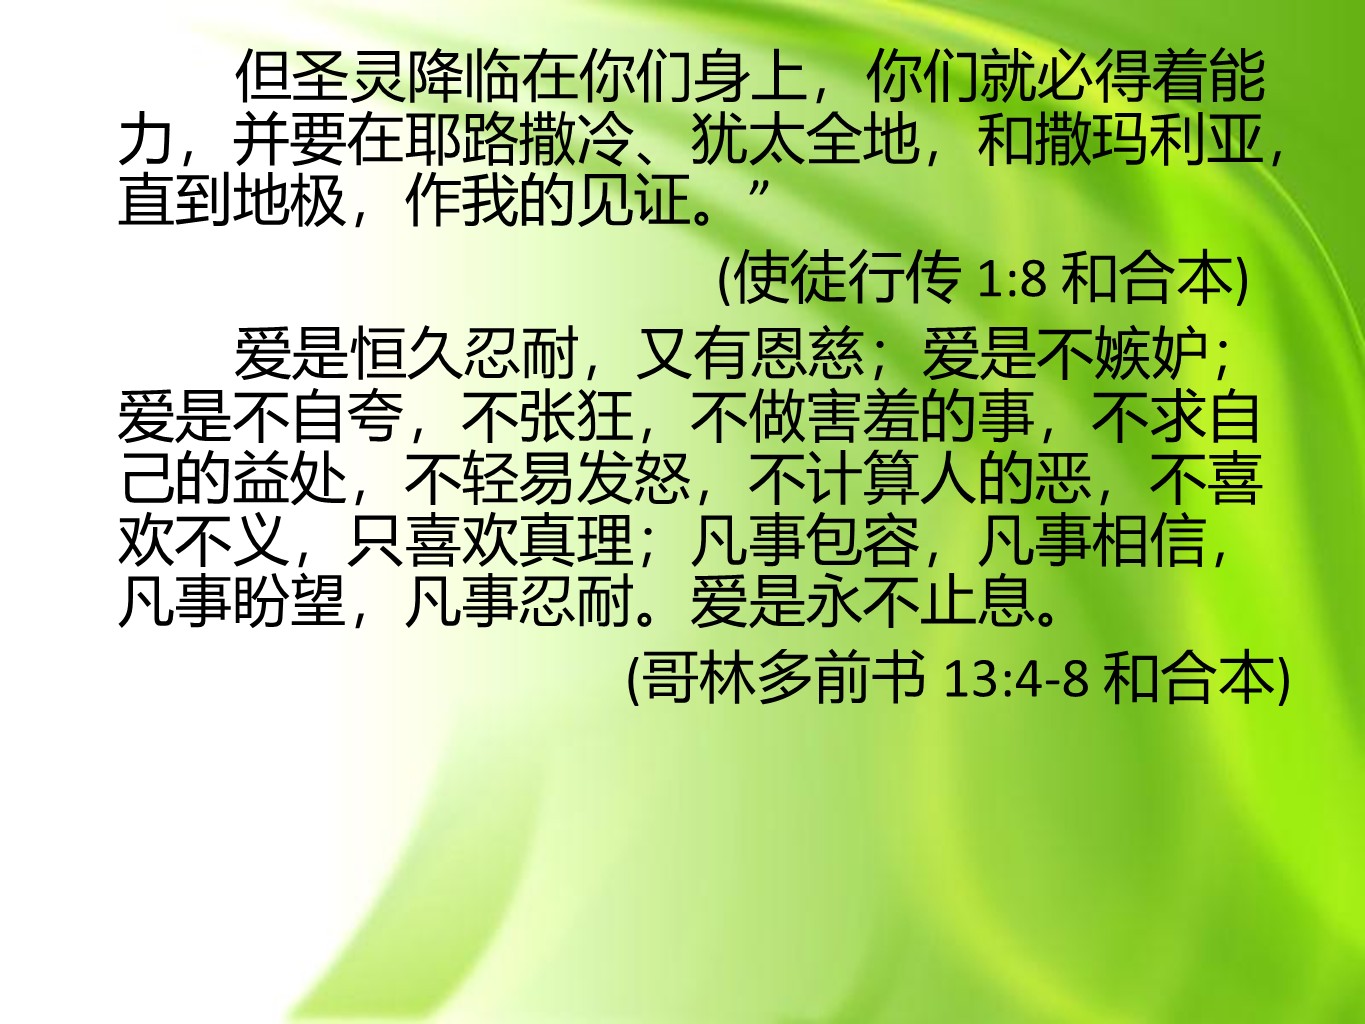 但圣灵降临在你们身上，你们就必得着能
力，并要在耶路撒冷、犹太全地，和撒玛利亚，
直到地极，作我的见证。”
(使徒行传 1:8 和合本)
爱是恒久忍耐，又有恩慈；爱是不嫉妒；
爱是不自夸，不张狂，不做害羞的事，不求自
己的益处，不轻易发怒，不计算人的恶，不喜
欢不义，只喜欢真理；凡事包容，凡事相信，
凡事盼望，凡事忍耐。爱是永不止息。
(哥林多前书 13:4-8 和合本)